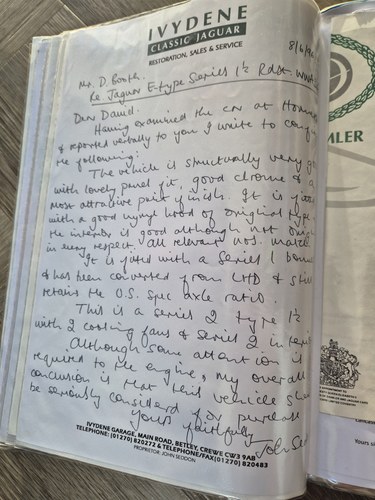 IVYDENE
CLASSIC JAGUAR
RESTORATION, SALES & SERVICE
Mr. D. Booth.
Re Jaguar E-type Series 1½ Rdst.
Dear David,
Having examined the car at
& reported verbally to you I write to
the following:
The vehicle is structurally very
with lovely panel fit, good chrome &
most attractive paint finish. It is
with a good mynyl hood of original type.
the interior is good although not
in every respect. All relevant nos. match.
It is fitted with a Series 1
& has been converted from LHD & still
retains the U.S. Spec axle ratio.
This is a series 2 type 1½
with 2 cooling fans & Series 2
Although some attention is
required to the engine, my overall
conclusion is that this vehicle
be seriously considered for purchase
Yours faithfully
John
IVYDENE GARAGE, MAIN ROAD, BETLEY, CREWE CW3 9AB
TELEPHONE: (01270) 820272 & TELEPHONE/FAX (01270) 820483
PROPRIETOR: JOHN SEDDON
MLER